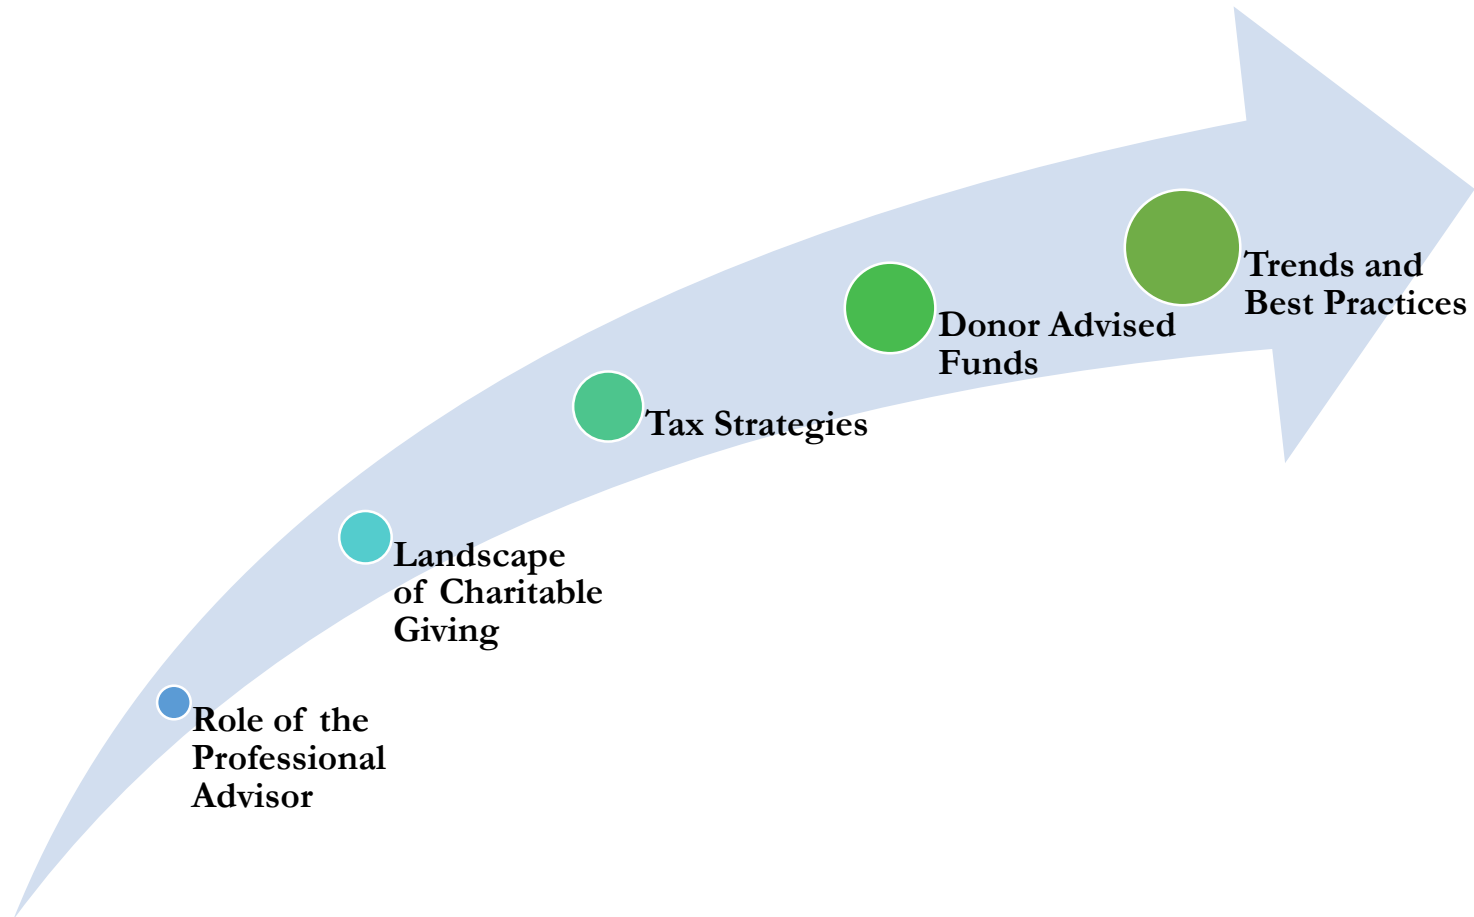 Role of the
Professional
Advisor
Landscape
of Charitable
Giving
Tax Strategies
Donor Advised
Funds
Trends and
Best Practices